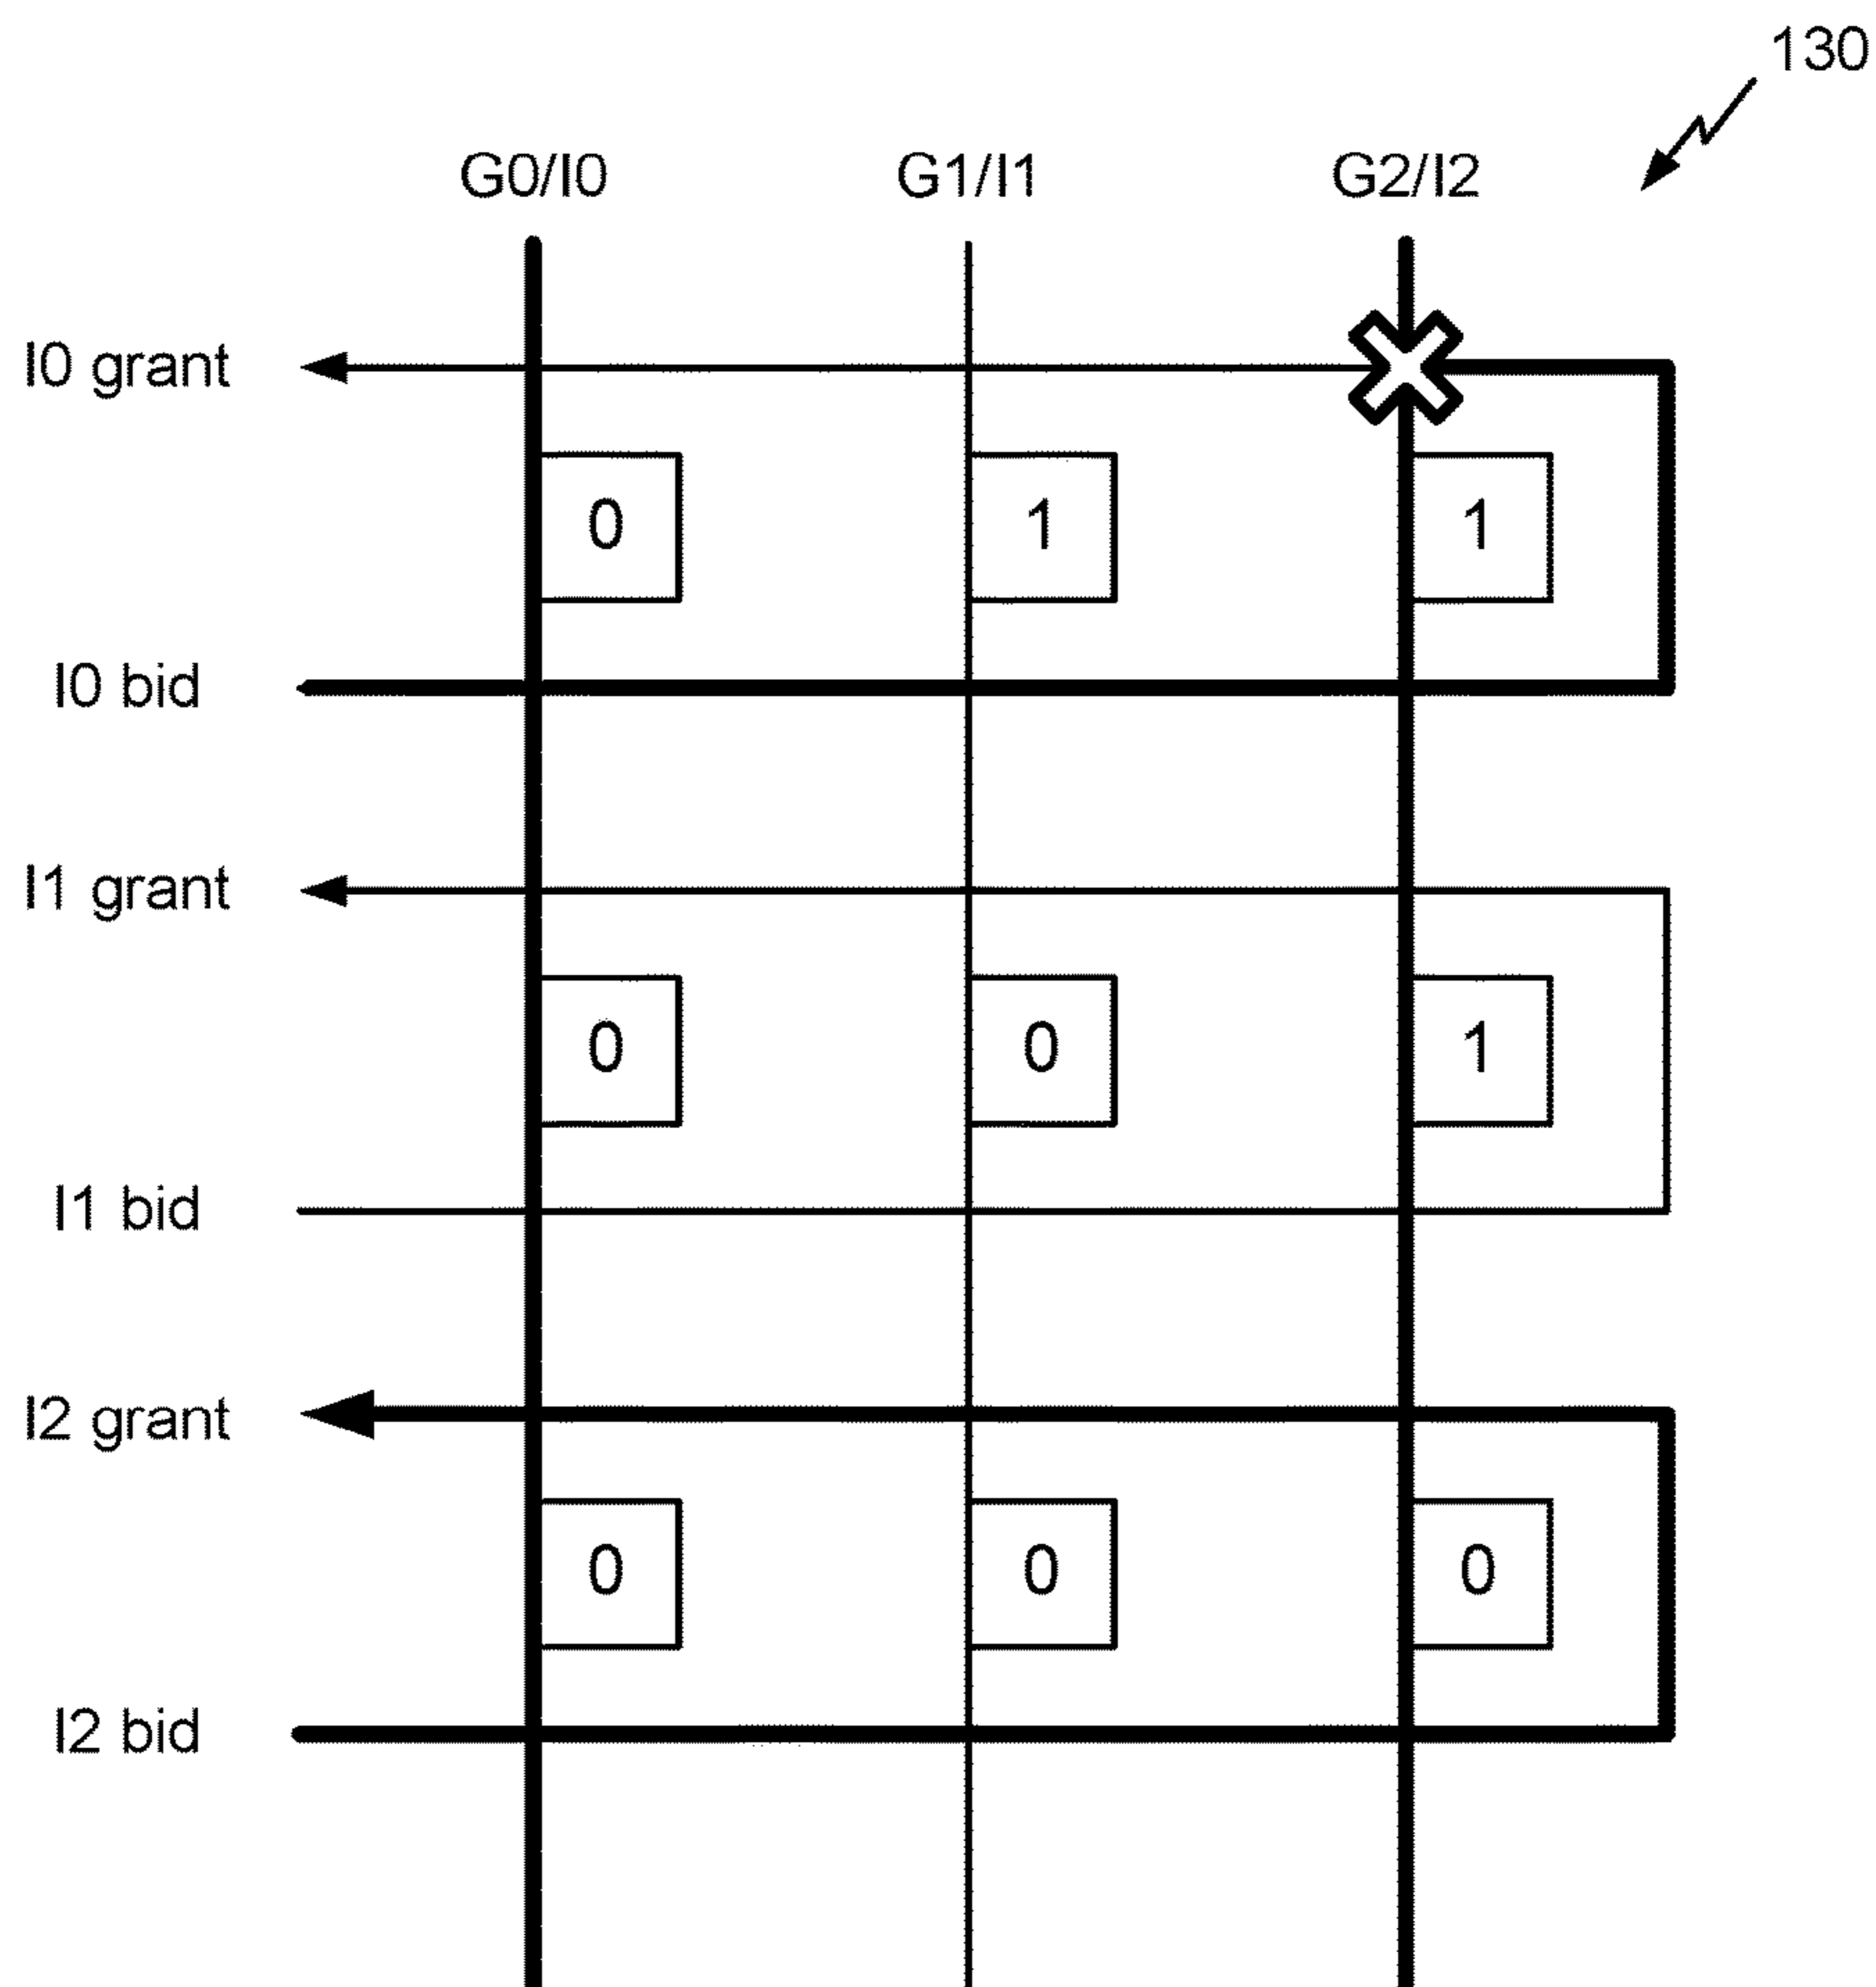 130
G0/I0 G1/I1 G2/I2
I0 grant
0 1 1
I0 bid
I1 grant
0 0 1
I1 bid
I2 grant
0 0 0
I2 bid